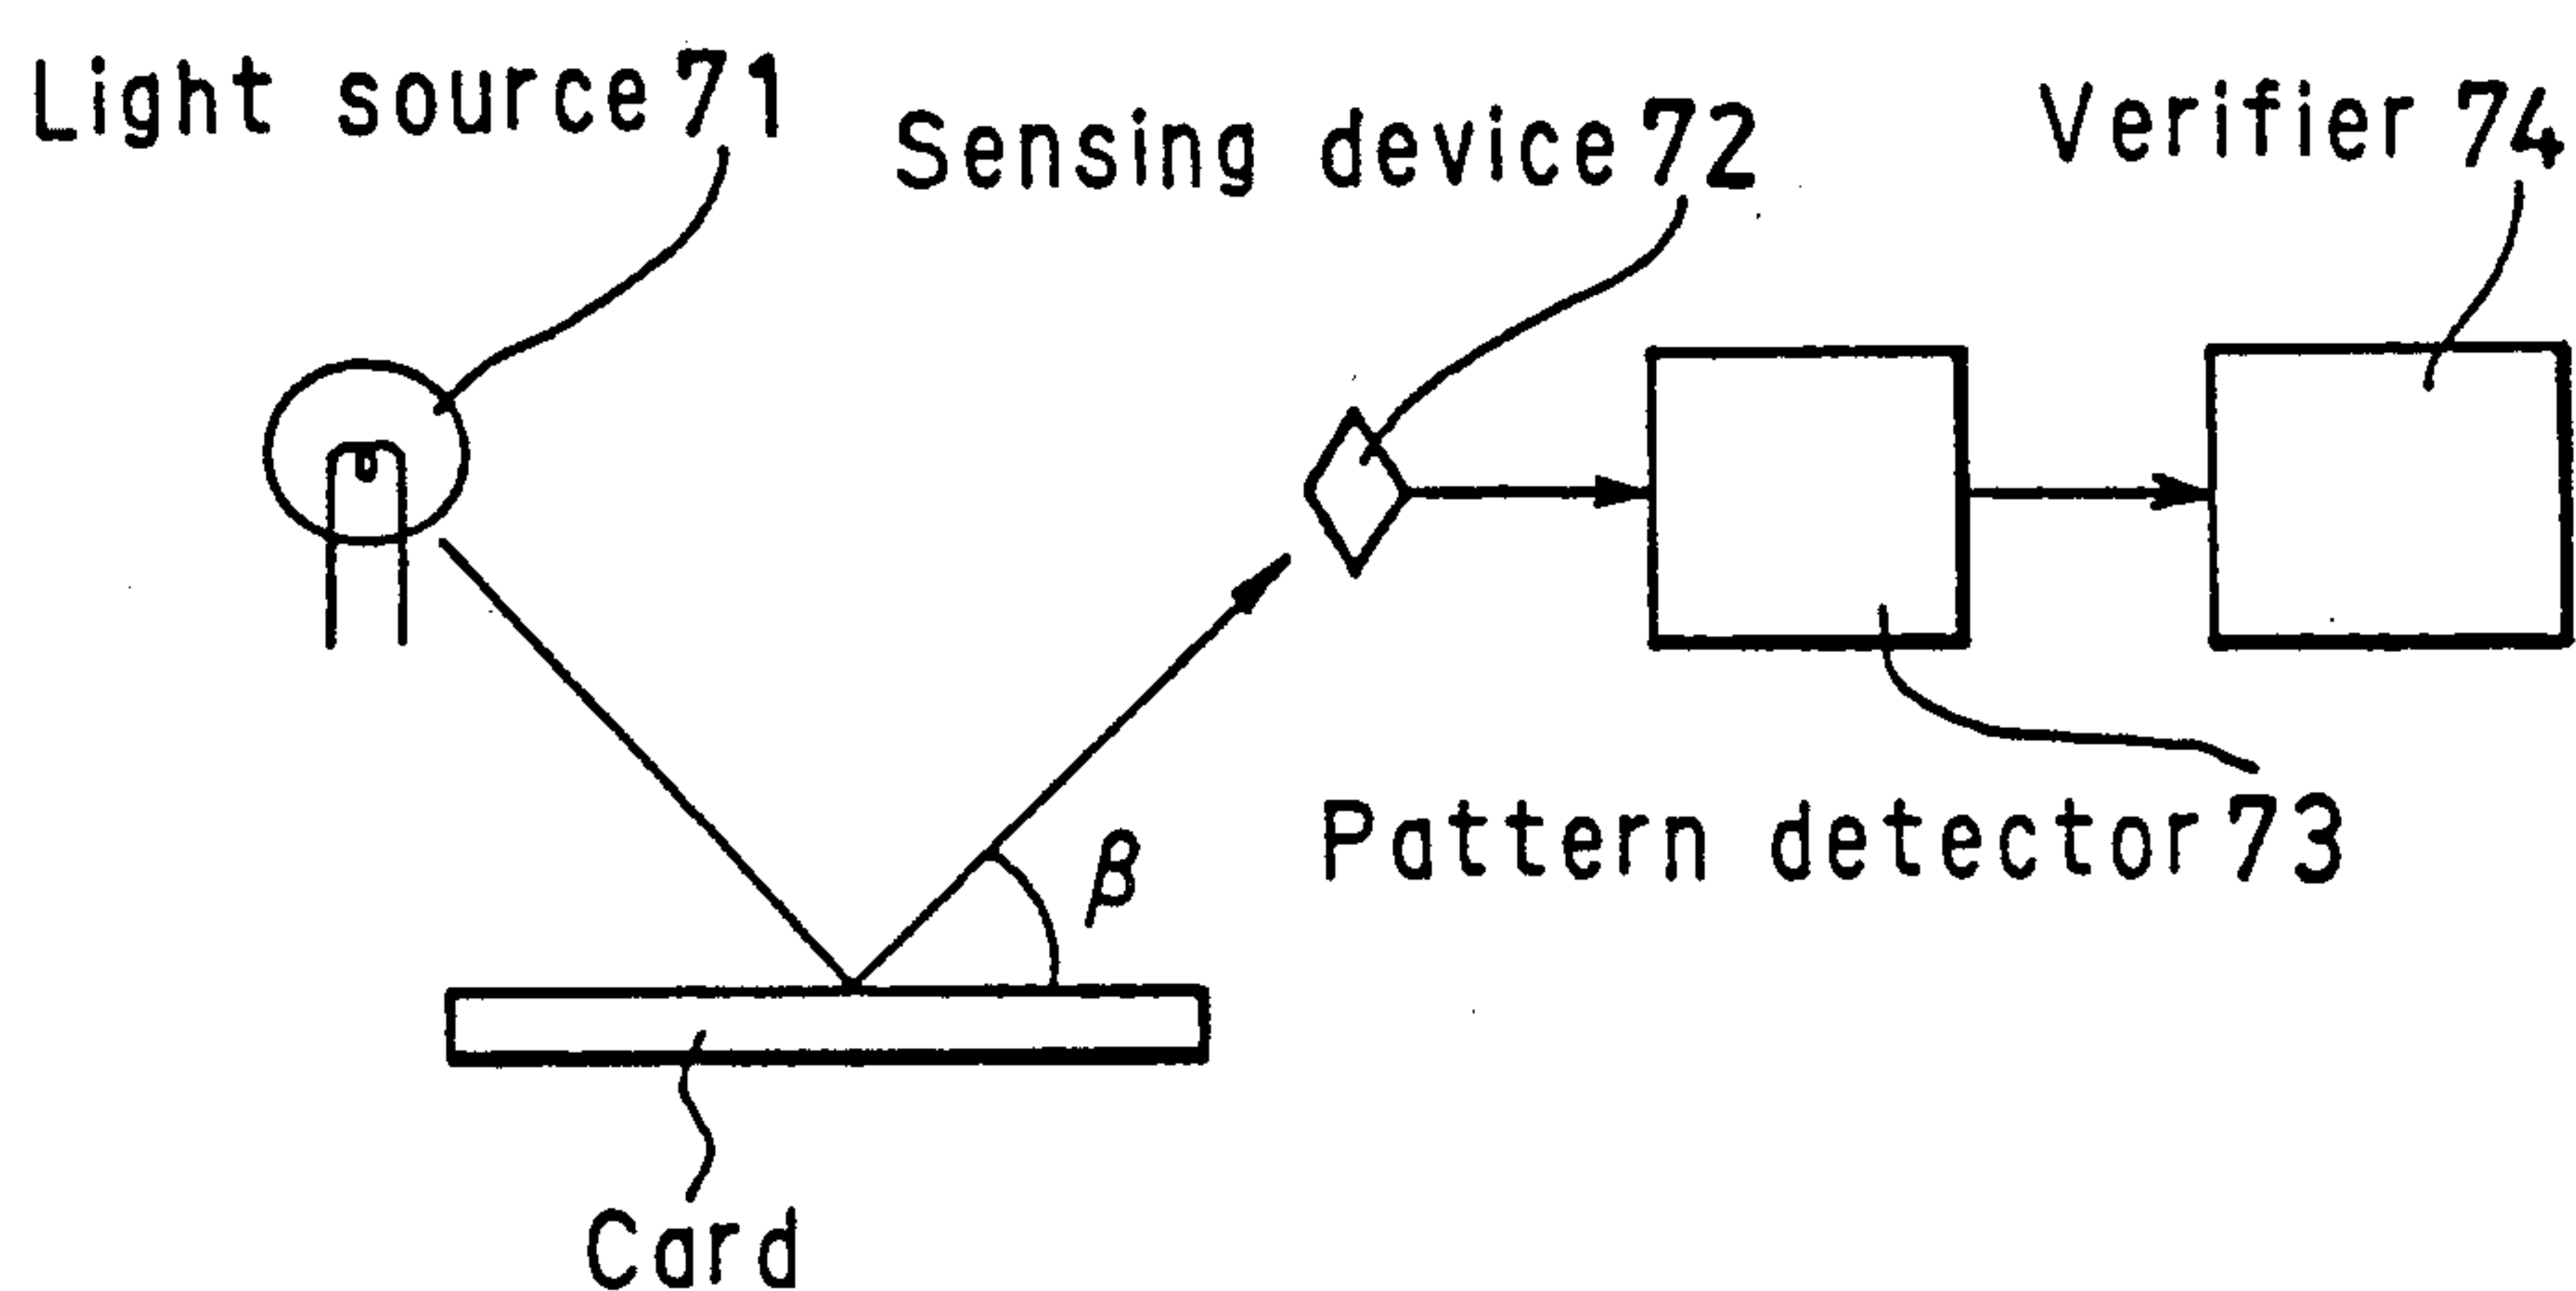 Light source 71
Sensing device 72
Verifier 74
β
Pattern detector 73
Card